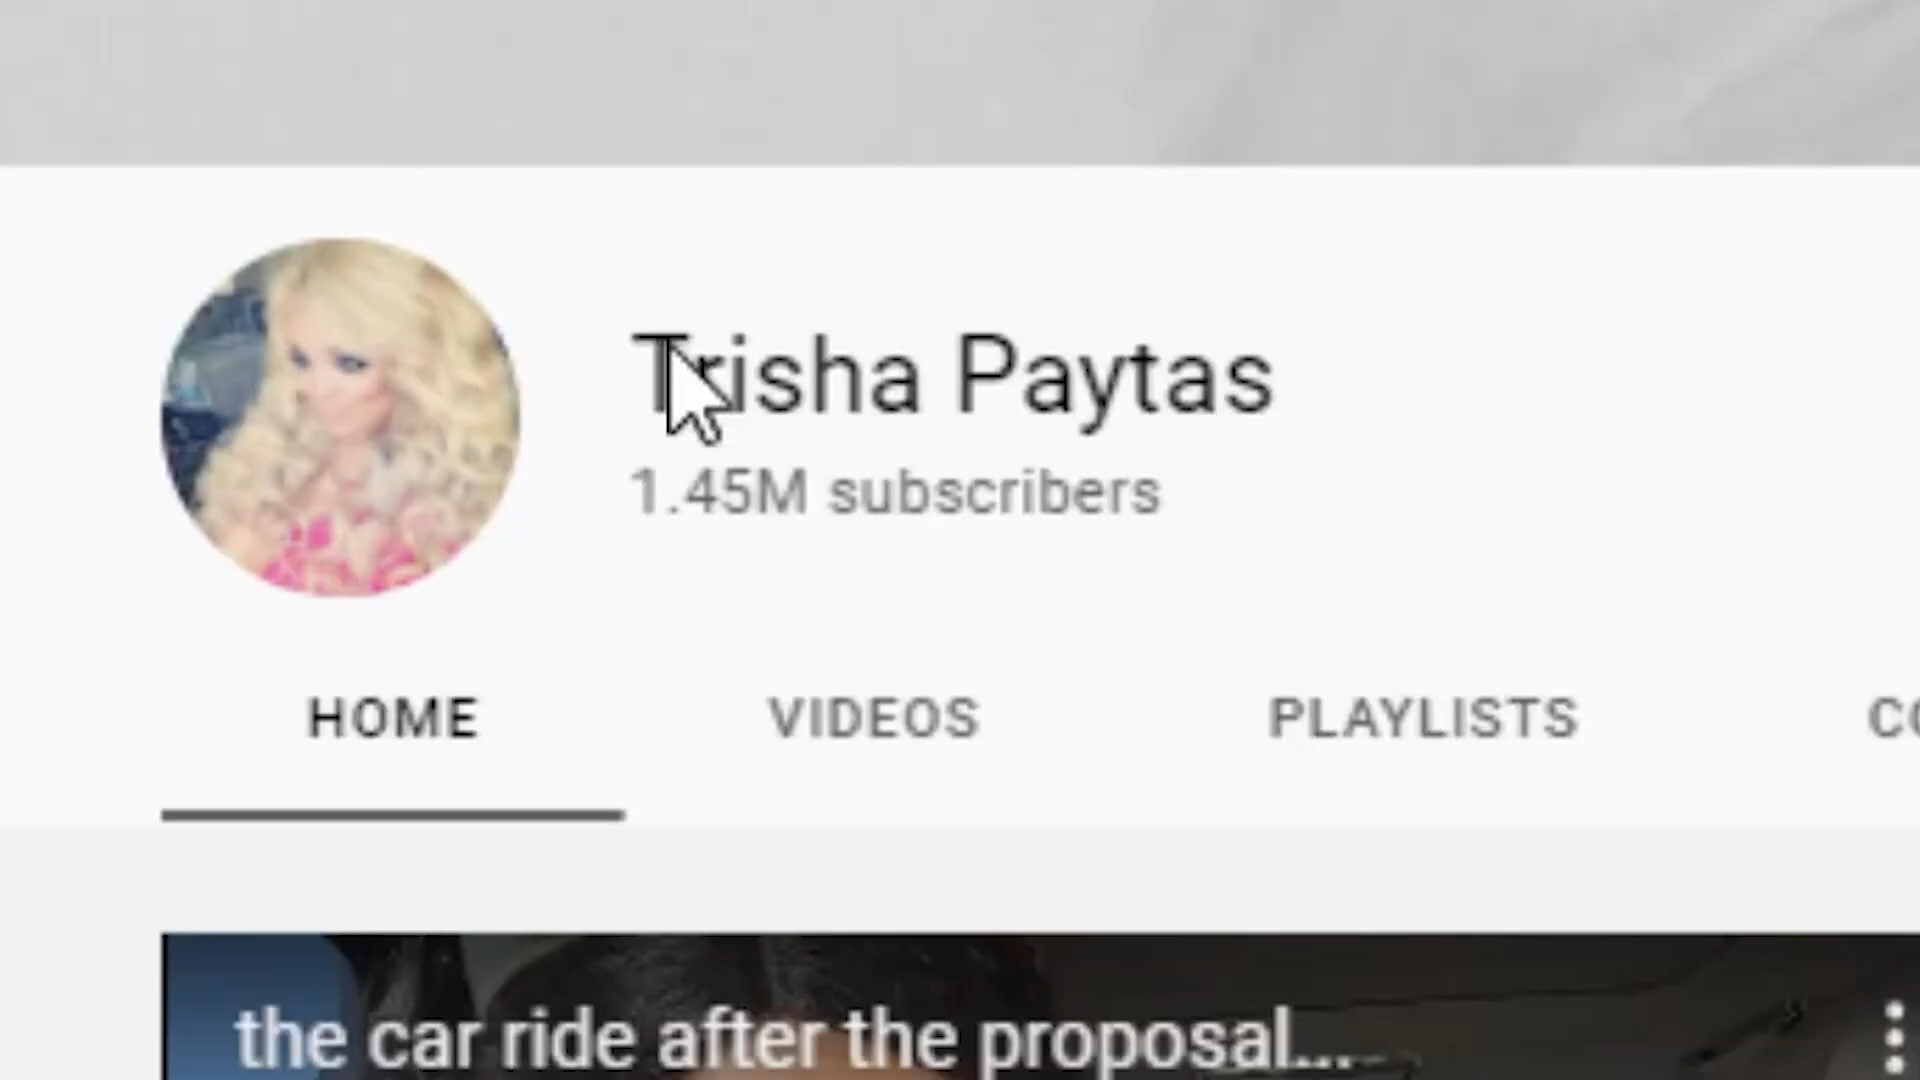 Trisha Paytas
1.45M subscribers
HOME VIDEOS PLAYLISTS
the car ride after the proposal...